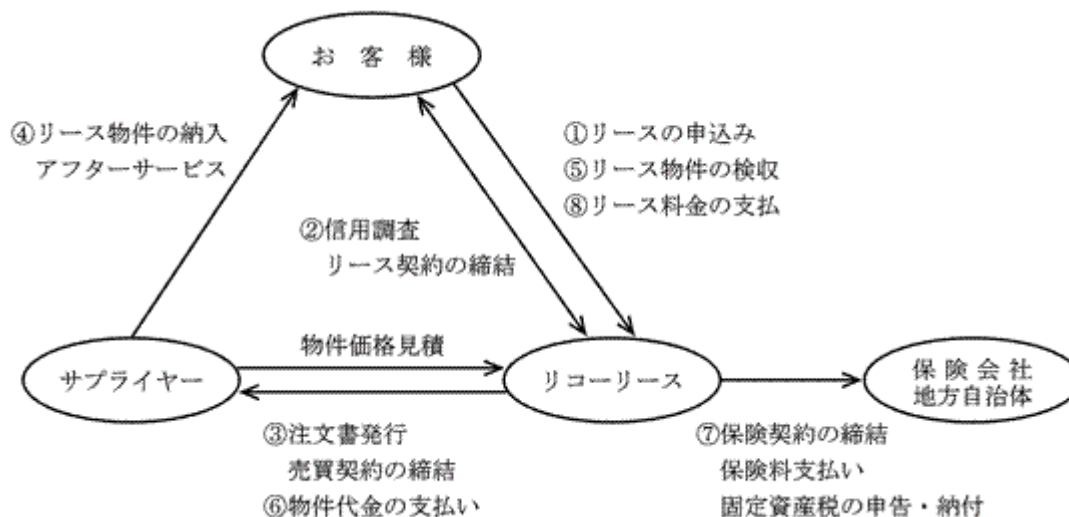 お客様
④リース物件の納入
アフターサービス
①リースの申込み
⑤リース物件の検収
⑧リース料金の支払
②信用調査
リース契約の締結
物件価格見積
サプライヤー
リコーリース
保険会社
地方自治体
③注文書発行
売買契約の締結
⑥物件代金の支払い
⑦保険契約の締結
保険料支払い
固定資産税の申告・納付